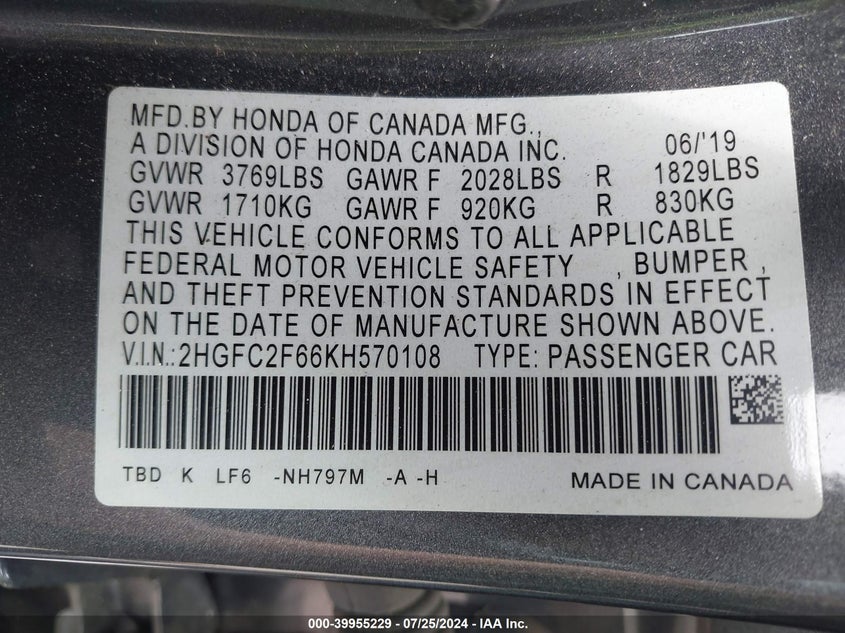 MFD.BY HONDA OF CANADA MFG.,
A DIVISION OF HONDA CANADA INC. 06/'19
GVWR 3769LBS GAWR F 2028LBS R 1829LBS
GVWR 1710KG GAWR F 920KG R 830KG
THIS VEHICLE CONFORMS TO ALL APPLICABLE
FEDERAL MOTOR VEHICLE SAFETY , BUMPER ,
AND THEFT PREVENTION STANDARDS IN EFFECT
ON THE DATE OF MANUFACTURE SHOWN ABOVE.
V.I.N.:2HGFC2F66KH570108 TYPE: PASSENGER CAR
TBD K LF6 -NH797M -A -H MADE IN CANADA
000-39955229 - 07/25/2024 - IAA Inc.